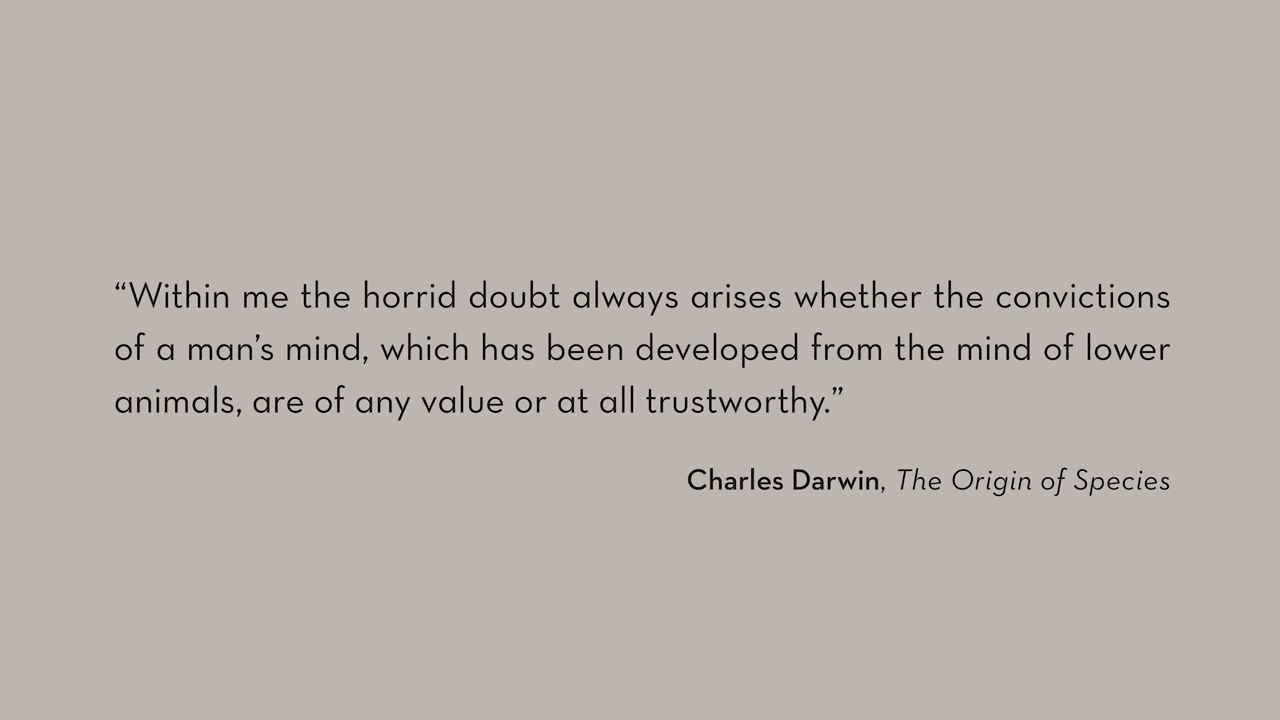 “Within me the horrid doubt always arises whether the convictions
of a man’s mind, which has been developed from the mind of lower
animals, are of any value or at all trustworthy.”
Charles Darwin, The Origin of Species